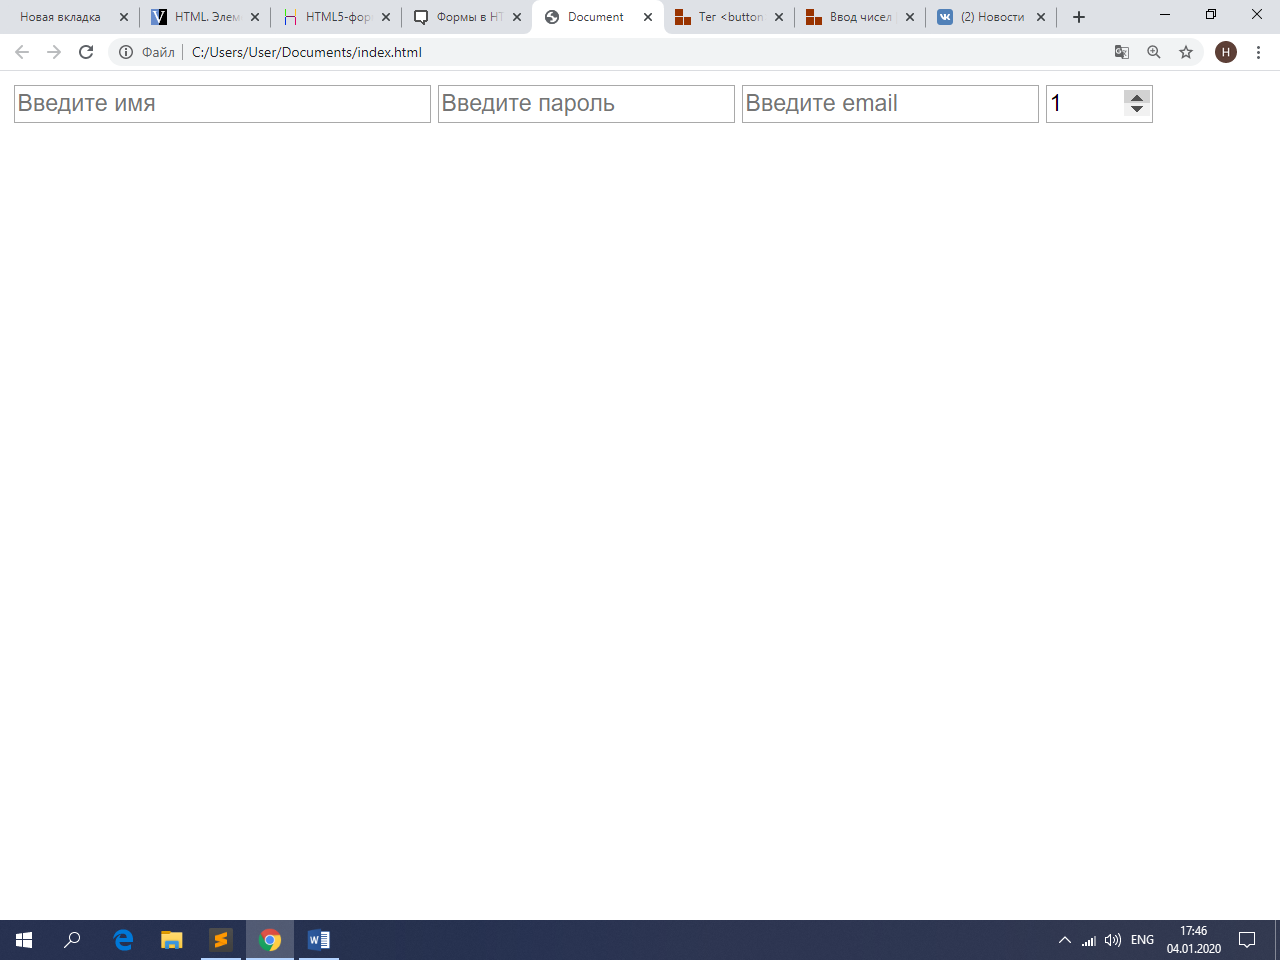 Новая вкладка
HTML. Элем
HTML5-фор
Формы в HT
Document
Тег <button
Ввод чисел
(2) Новости
Файл C:/Users/User/Documents/index.html
Н
Введите имя Введите пароль Введите email 1
ENG
17:46
04.01.2020